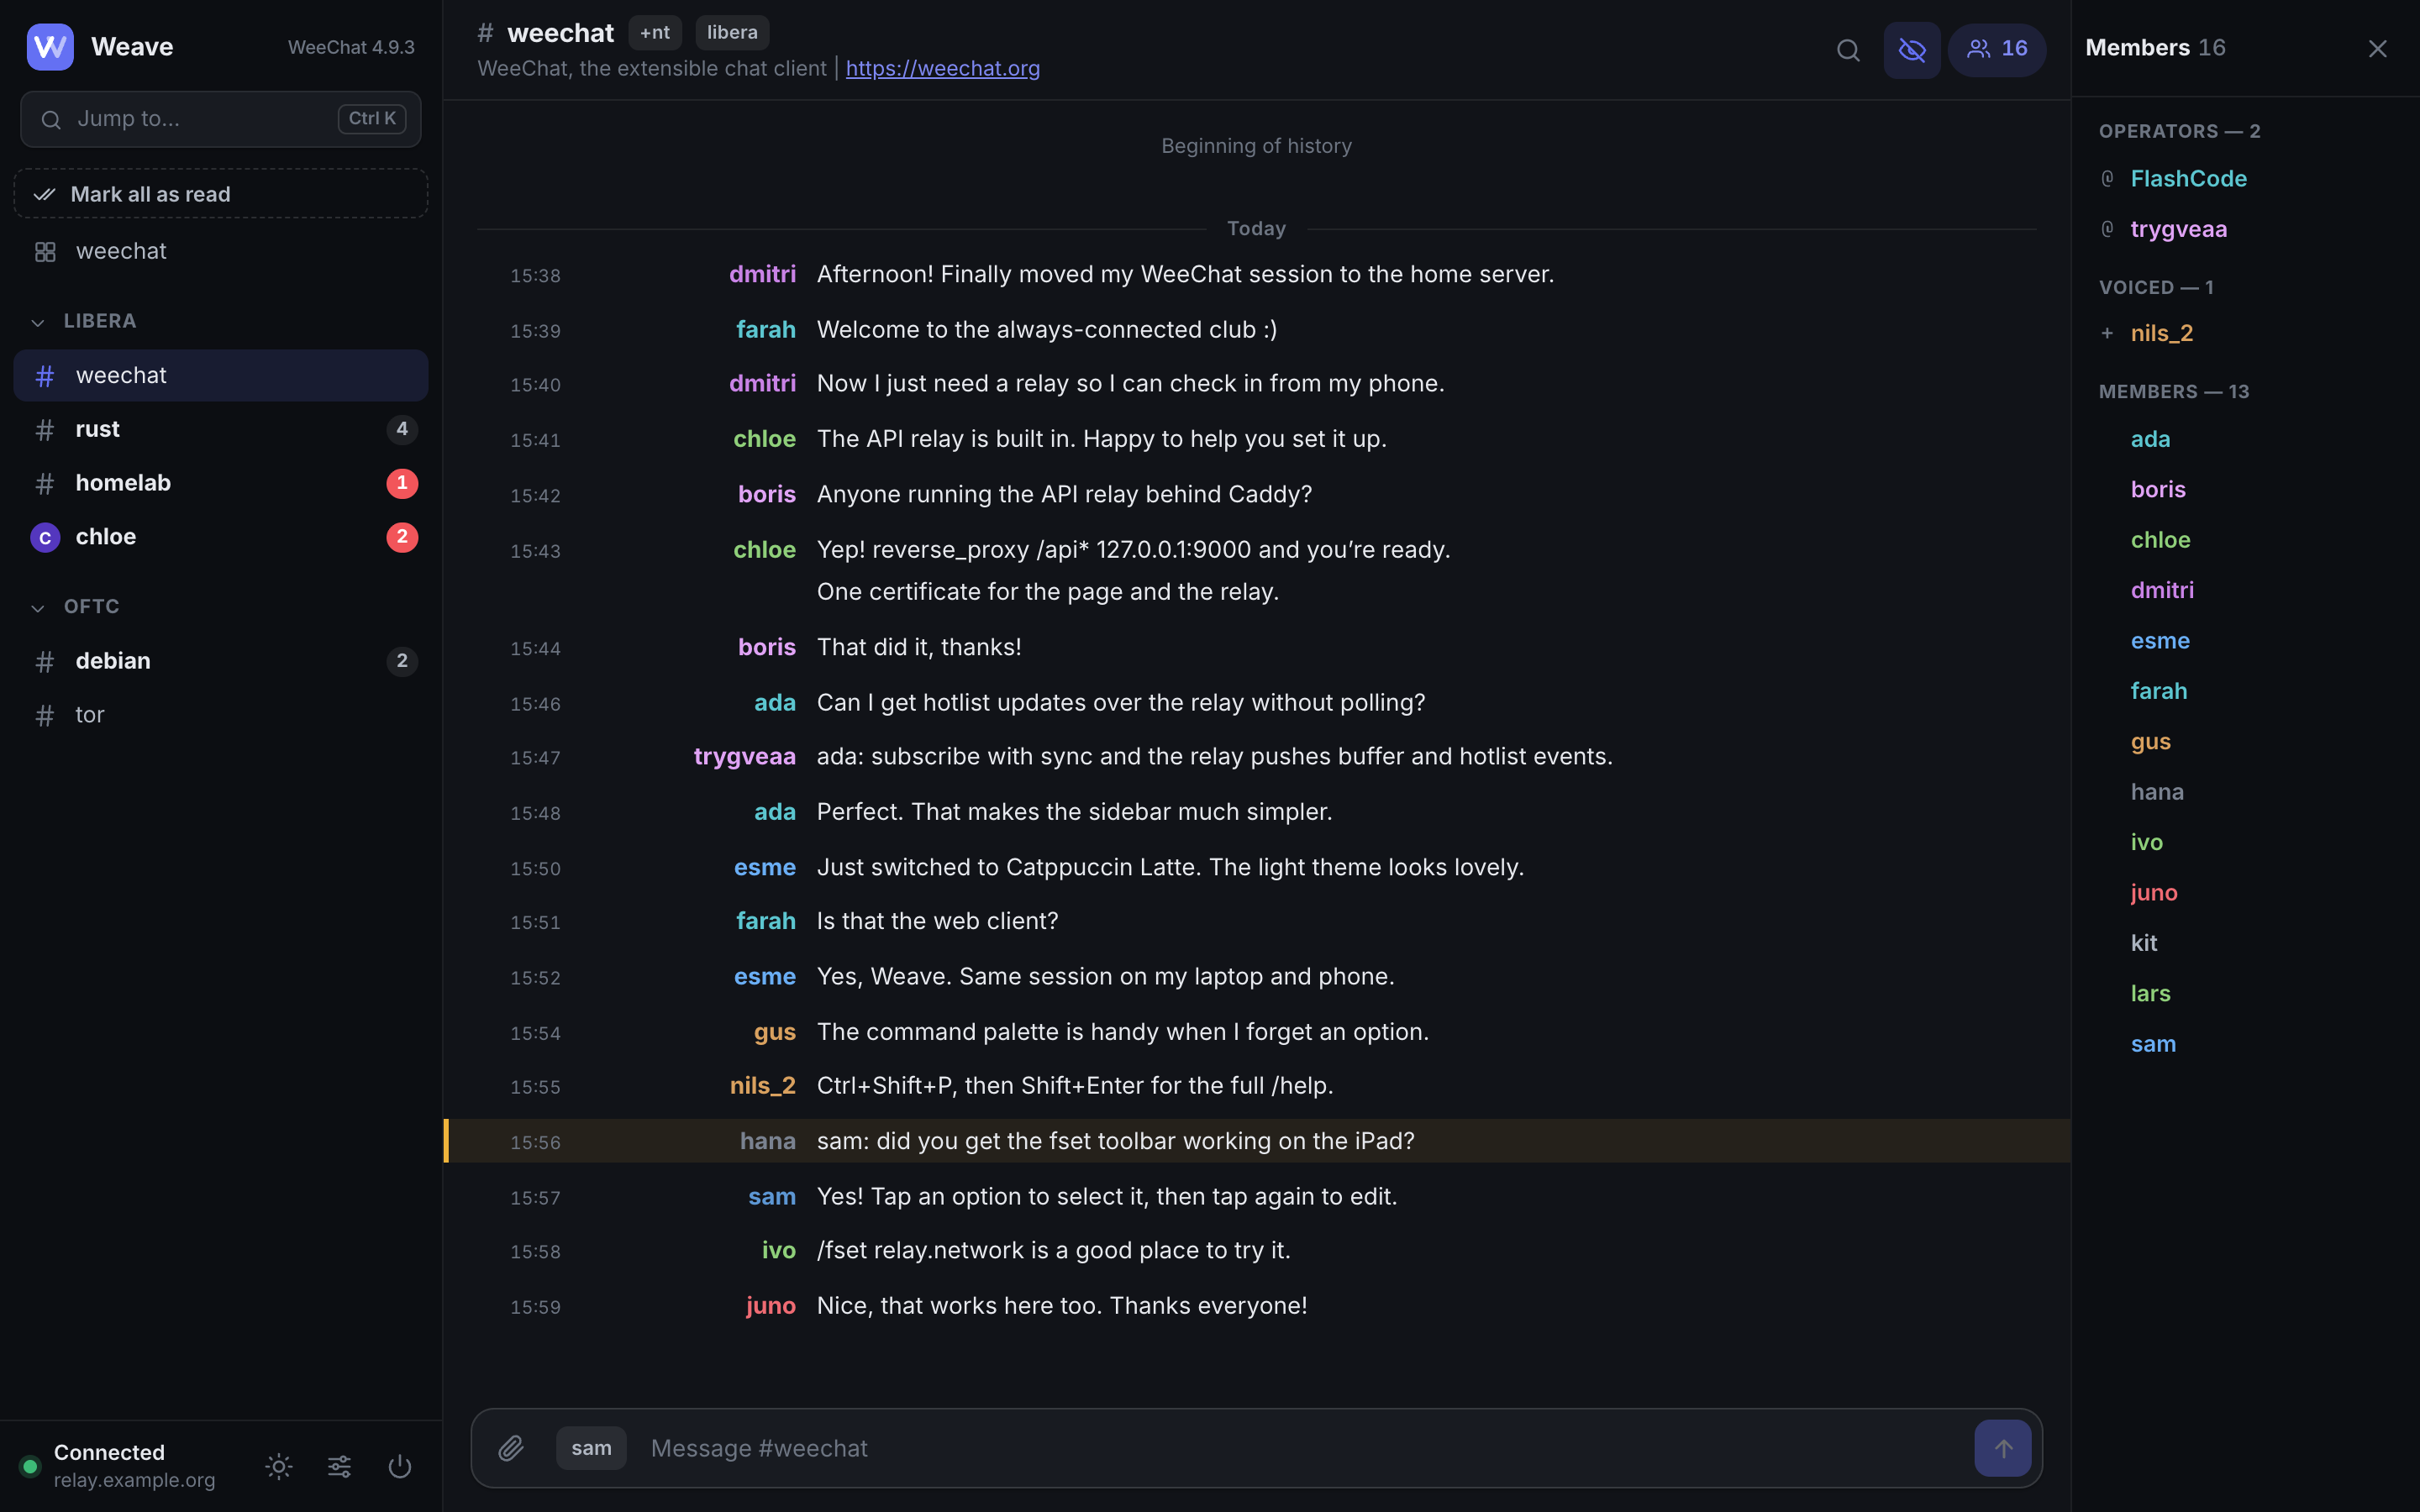 Weave
WeeChat 4.9.3
Jump to...
Ctrl K
Mark all as read
weechat
LIBERA
# weechat
# rust 4
# homelab 1
C chloe 2
OFTC
# debian 2
# tor
Connected
relay.example.org
# weechat +nt libera
WeeChat, the extensible chat client | https://weechat.org
16
Beginning of history
Today
15:38 dmitri Afternoon! Finally moved my WeeChat session to the home server.
15:39 farah Welcome to the always-connected club :)
15:40 dmitri Now I just need a relay so I can check in from my phone.
15:41 chloe The API relay is built in. Happy to help you set it up.
15:42 boris Anyone running the API relay behind Caddy?
15:43 chloe Yep! reverse_proxy /api* 127.0.0.1:9000 and you’re ready.
One certificate for the page and the relay.
15:44 boris That did it, thanks!
15:46 ada Can I get hotlist updates over the relay without polling?
15:47 trygveaa ada: subscribe with sync and the relay pushes buffer and hotlist events.
15:48 ada Perfect. That makes the sidebar much simpler.
15:50 esme Just switched to Catppuccin Latte. The light theme looks lovely.
15:51 farah Is that the web client?
15:52 esme Yes, Weave. Same session on my laptop and phone.
15:54 gus The command palette is handy when I forget an option.
15:55 nils_2 Ctrl+Shift+P, then Shift+Enter for the full /help.
15:56 hana sam: did you get the fset toolbar working on the iPad?
15:57 sam Yes! Tap an option to select it, then tap again to edit.
15:58 ivo /fset relay.network is a good place to try it.
15:59 juno Nice, that works here too. Thanks everyone!
sam Message #weechat
Members 16
OPERATORS — 2
@ FlashCode
@ trygveaa
VOICED — 1
+ nils_2
MEMBERS — 13
ada
boris
chloe
dmitri
esme
farah
gus
hana
ivo
juno
kit
lars
sam